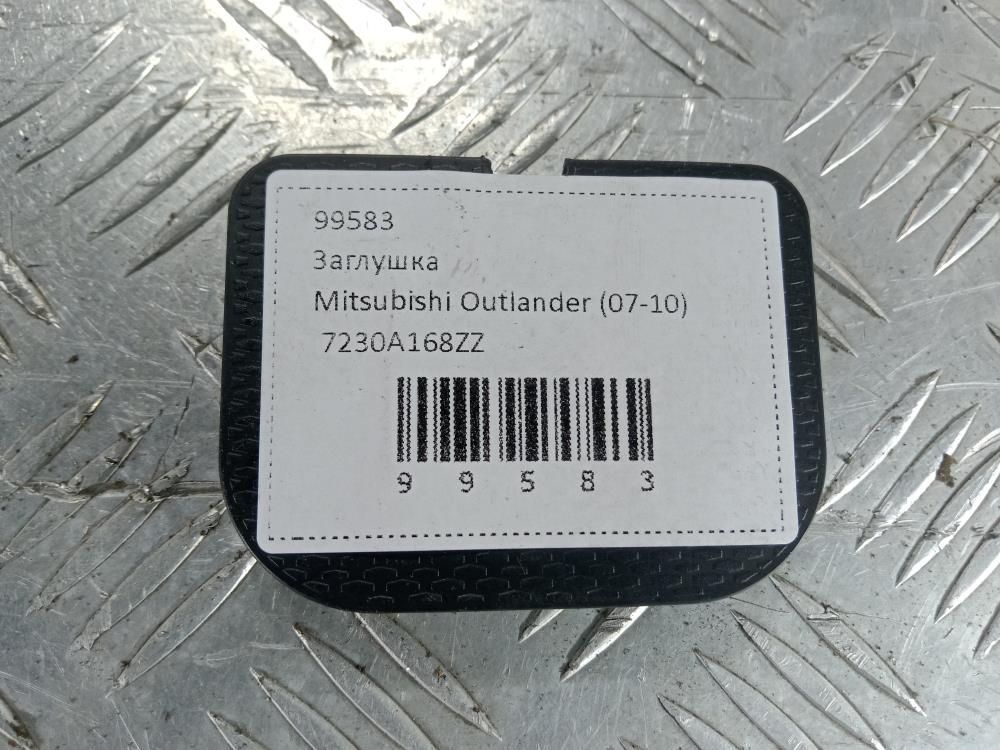 99583
Заглушка
Mitsubishi Outlander (07-10)
7230A168ZZ
9 9 5 8 3